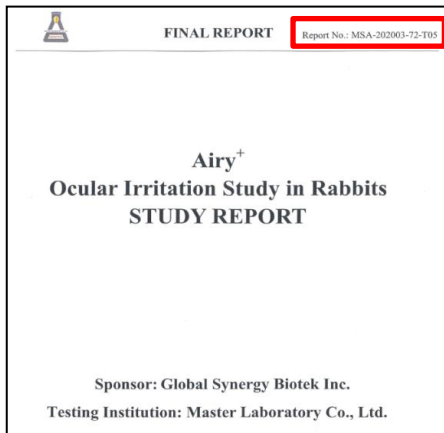 FINAL REPORT Report No.: MSA-202003-72-T05
Airy⁺
Ocular Irritation Study in Rabbits
STUDY REPORT
Sponsor: Global Synergy Biotek Inc.
Testing Institution: Master Laboratory Co., Ltd.